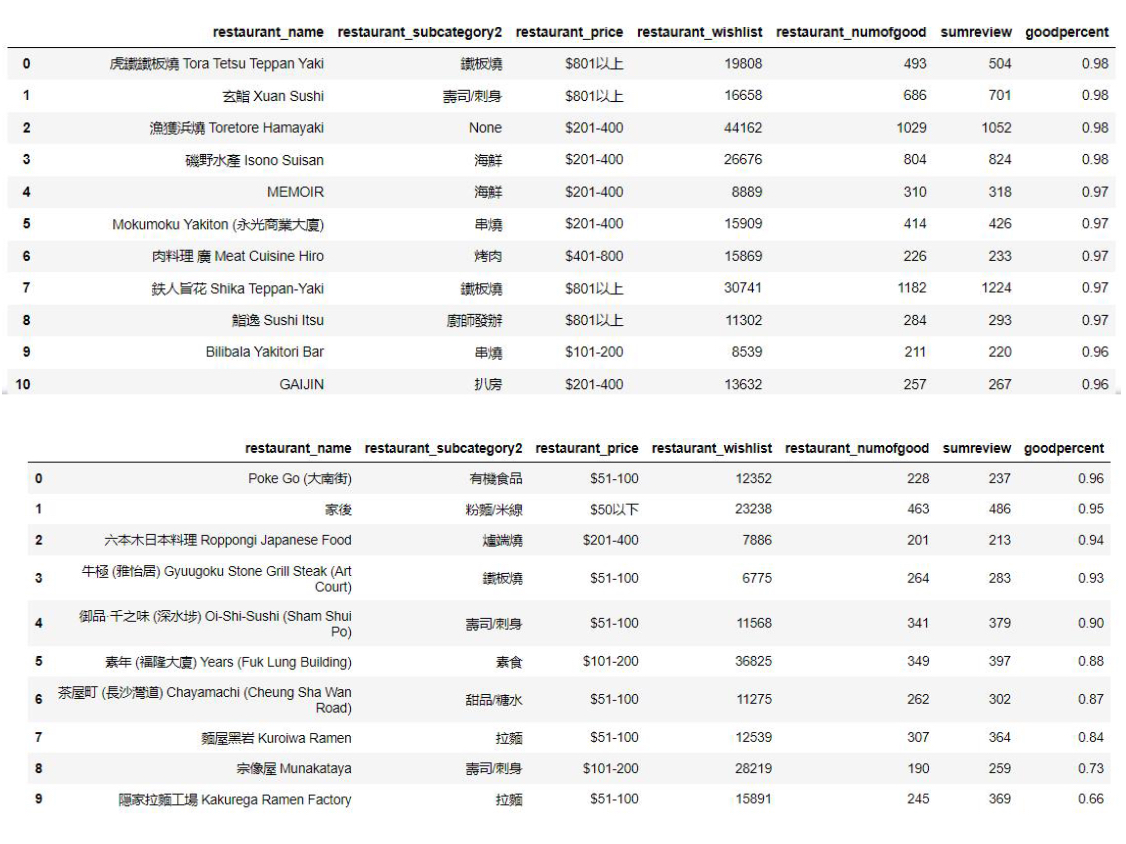 restaurant_name restaurant_subcategory2 restaurant_price restaurant_wishlist restaurant_numofgood sumreview goodpercent
0 虎鐵鐵板燒 Tora Tetsu Teppan Yaki 鐵板燒 $801以上 19808 493 504 0.98
1 玄鮨 Xuan Sushi 壽司/刺身 $801以上 16658 686 701 0.98
2 漁獲浜燒 Toretore Hamayaki None $201-400 44162 1029 1052 0.98
3 磯野水產 Isono Suisan 海鮮 $201-400 26676 804 824 0.98
4 MEMOIR 海鮮 $201-400 8889 310 318 0.97
5 Mokumoku Yakiton (永光商業大廈) 串燒 $201-400 15909 414 426 0.97
6 肉料理 廣 Meat Cuisine Hiro 烤肉 $401-800 15869 226 233 0.97
7 鉄人旨花 Shika Teppan-Yaki 鐵板燒 $801以上 30741 1182 1224 0.97
8 鮨逸 Sushi Itsu 廚師發辦 $801以上 11302 284 293 0.97
9 Bilibala Yakitori Bar 串燒 $101-200 8539 211 220 0.96
10 GAIJIN 扒房 $201-400 13632 257 267 0.96
restaurant_name restaurant_subcategory2 restaurant_price restaurant_wishlist restaurant_numofgood sumreview goodpercent
0 Poke Go (大南街) 有機食品 $51-100 12352 228 237 0.96
1 家後 粉麵/米線 $50以下 23238 463 486 0.95
2 六本木日本料理 Roppongi Japanese Food 爐端燒 $201-400 7886 201 213 0.94
3 牛極 (雅怡居) Gyuugoku Stone Grill Steak (Art
Court) 鐵板燒 $51-100 6775 264 283 0.93
4 御品·千之味 (深水埗) Oi-Shi-Sushi (Sham Shui
Po) 壽司/刺身 $51-100 11568 341 379 0.90
5 素年 (福隆大廈) Years (Fuk Lung Building) 素食 $101-200 36825 349 397 0.88
6 茶屋町 (長沙灣道) Chayamachi (Cheung Sha Wan
Road) 甜品/糖水 $51-100 11275 262 302 0.87
7 麵屋黑岩 Kuroiwa Ramen 拉麵 $51-100 12539 307 364 0.84
8 宗像屋 Munakataya 壽司/刺身 $101-200 28219 190 259 0.73
9 隱家拉麵工場 Kakurega Ramen Factory 拉麵 $51-100 15891 245 369 0.66